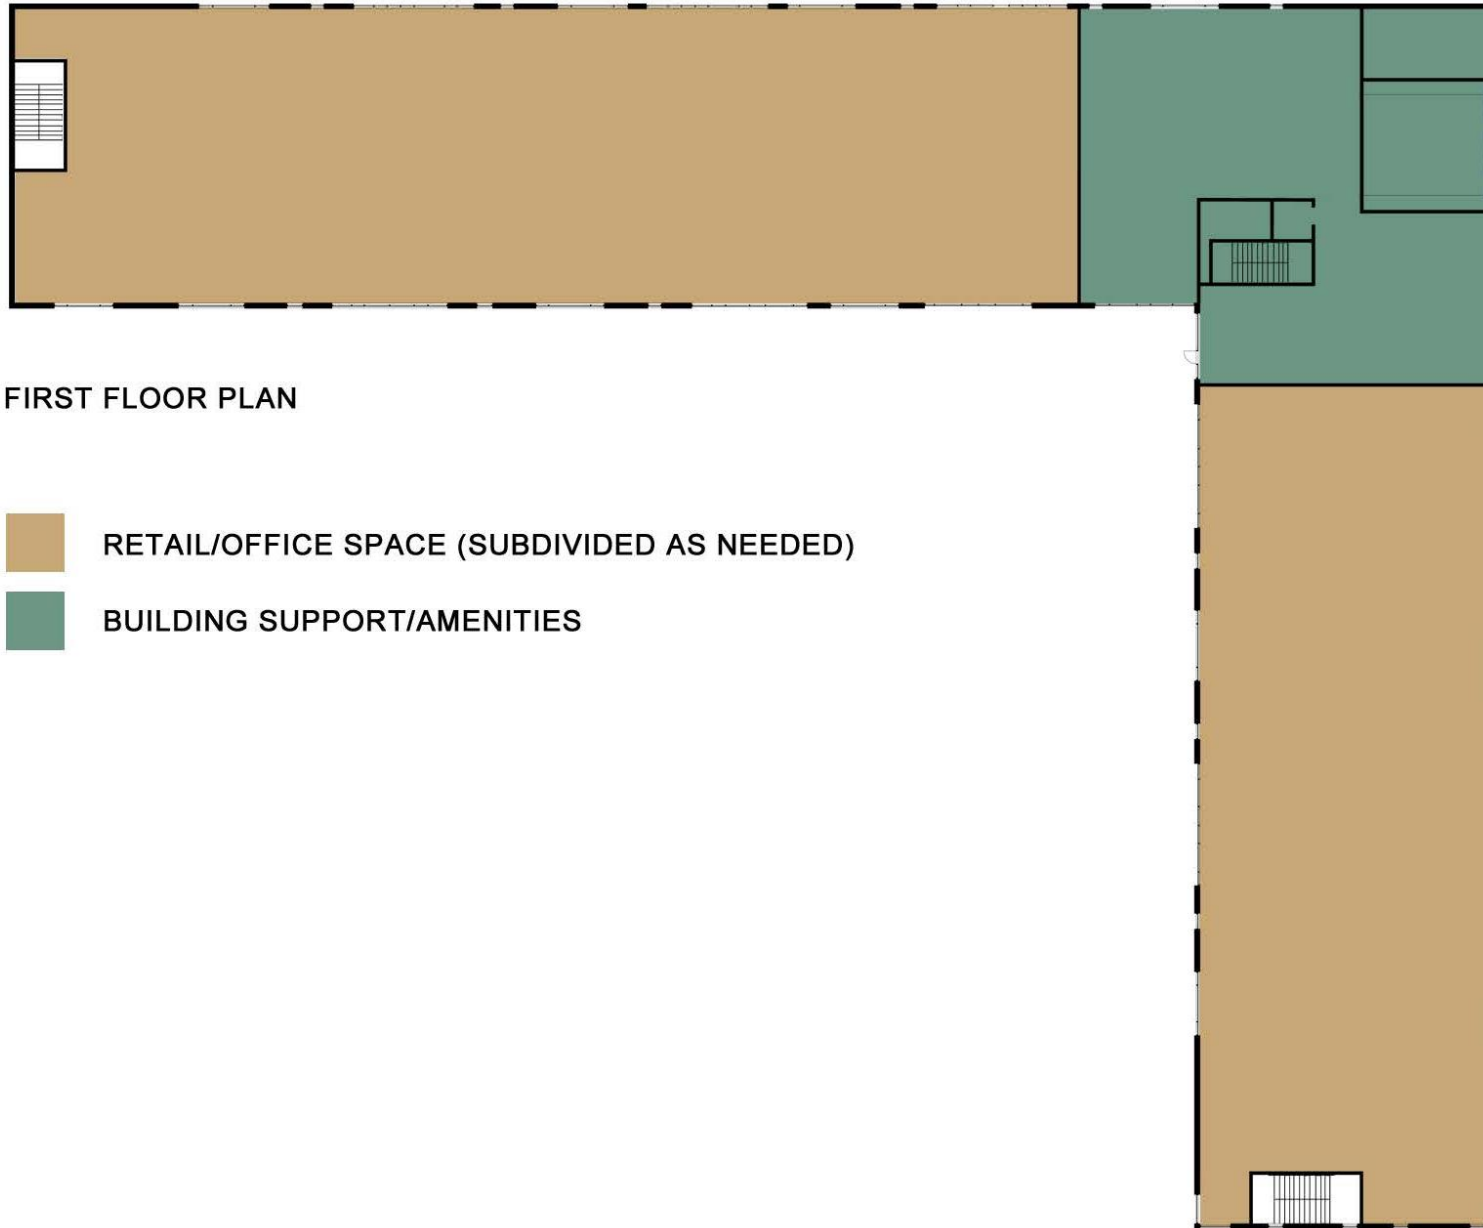 FIRST FLOOR PLAN
RETAIL/OFFICE SPACE (SUBDIVIDED AS NEEDED)
BUILDING SUPPORT/AMENITIES